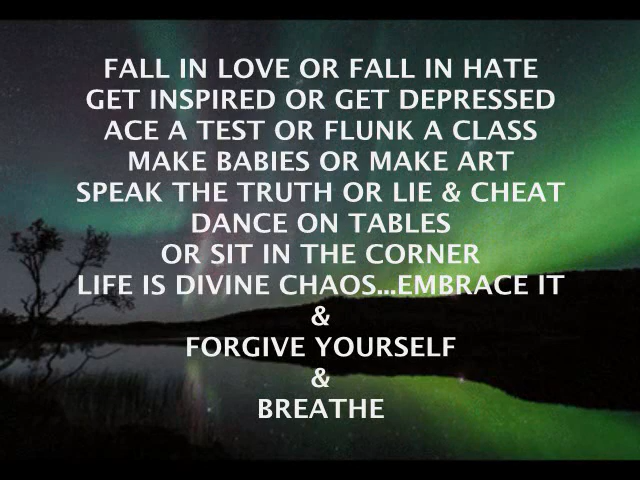 FALL IN LOVE OR FALL IN HATE
GET INSPIRED OR GET DEPRESSED
ACE A TEST OR FLUNK A CLASS
MAKE BABIES OR MAKE ART
SPEAK THE TRUTH OR LIE & CHEAT
DANCE ON TABLES
OR SIT IN THE CORNER
LIFE IS DIVINE CHAOS...EMBRACE IT
&
FORGIVE YOURSELF
&
BREATHE